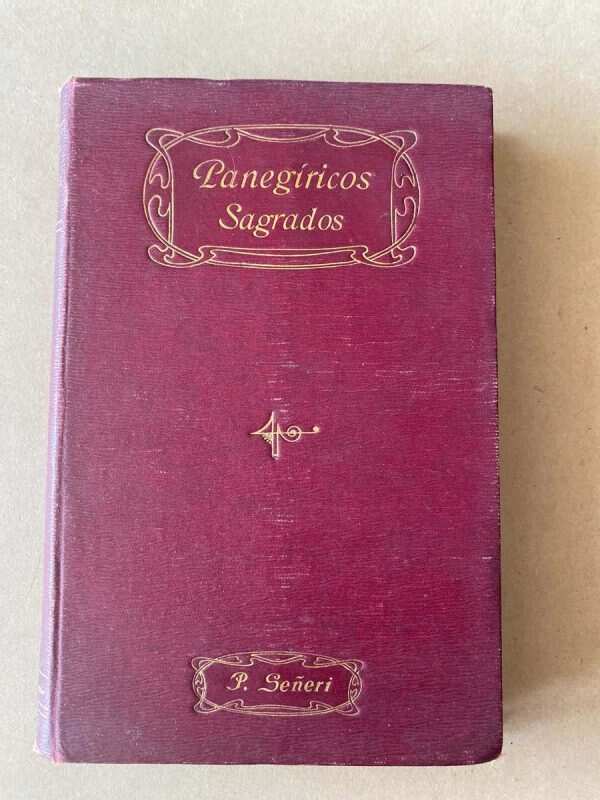 Panegíricos
Sagrados
P. Señeri